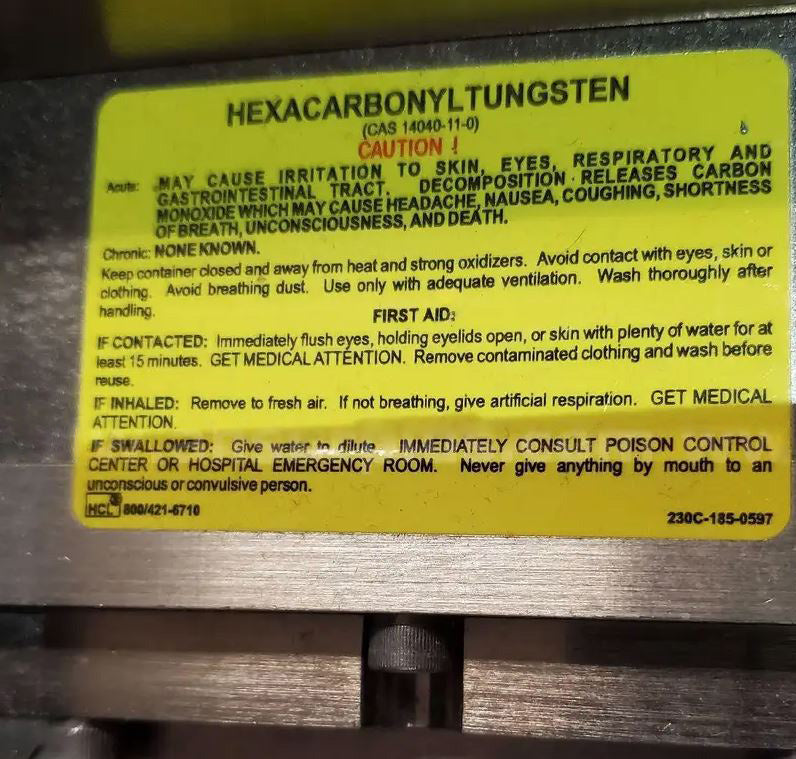 HEXACARBONYLTUNGSTEN
(CAS 14040-11-0)
CAUTION !
Acute: MAY CAUSE IRRITATION TO SKIN, EYES, RESPIRATORY AND
GASTROINTESTINAL TRACT. DECOMPOSITION RELEASES CARBON
MONOXIDE WHICH MAY CAUSE HEADACHE, NAUSEA, COUGHING, SHORTNESS
OF BREATH, UNCONSCIOUSNESS, AND DEATH.
Chronic: NONE KNOWN.
Keep container closed and away from heat and strong oxidizers. Avoid contact with eyes, skin or
clothing. Avoid breathing dust. Use only with adequate ventilation. Wash thoroughly after
handling.
FIRST AID:
IF CONTACTED: Immediately flush eyes, holding eyelids open, or skin with plenty of water for at
least 15 minutes. GET MEDICAL ATTENTION. Remove contaminated clothing and wash before
reuse.
IF INHALED: Remove to fresh air. If not breathing, give artificial respiration. GET MEDICAL
ATTENTION.
IF SWALLOWED: Give water to dilute. IMMEDIATELY CONSULT POISON CONTROL
CENTER OR HOSPITAL EMERGENCY ROOM. Never give anything by mouth to an
unconscious or convulsive person.
HCL 800/421-6710
230C-185-0597